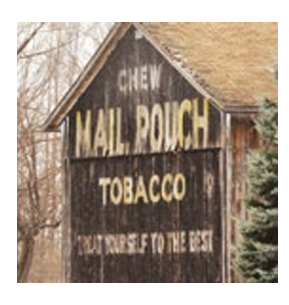 CHEW
MAIL POUCH
TOBACCO
TREAT YOURSELF TO THE BEST